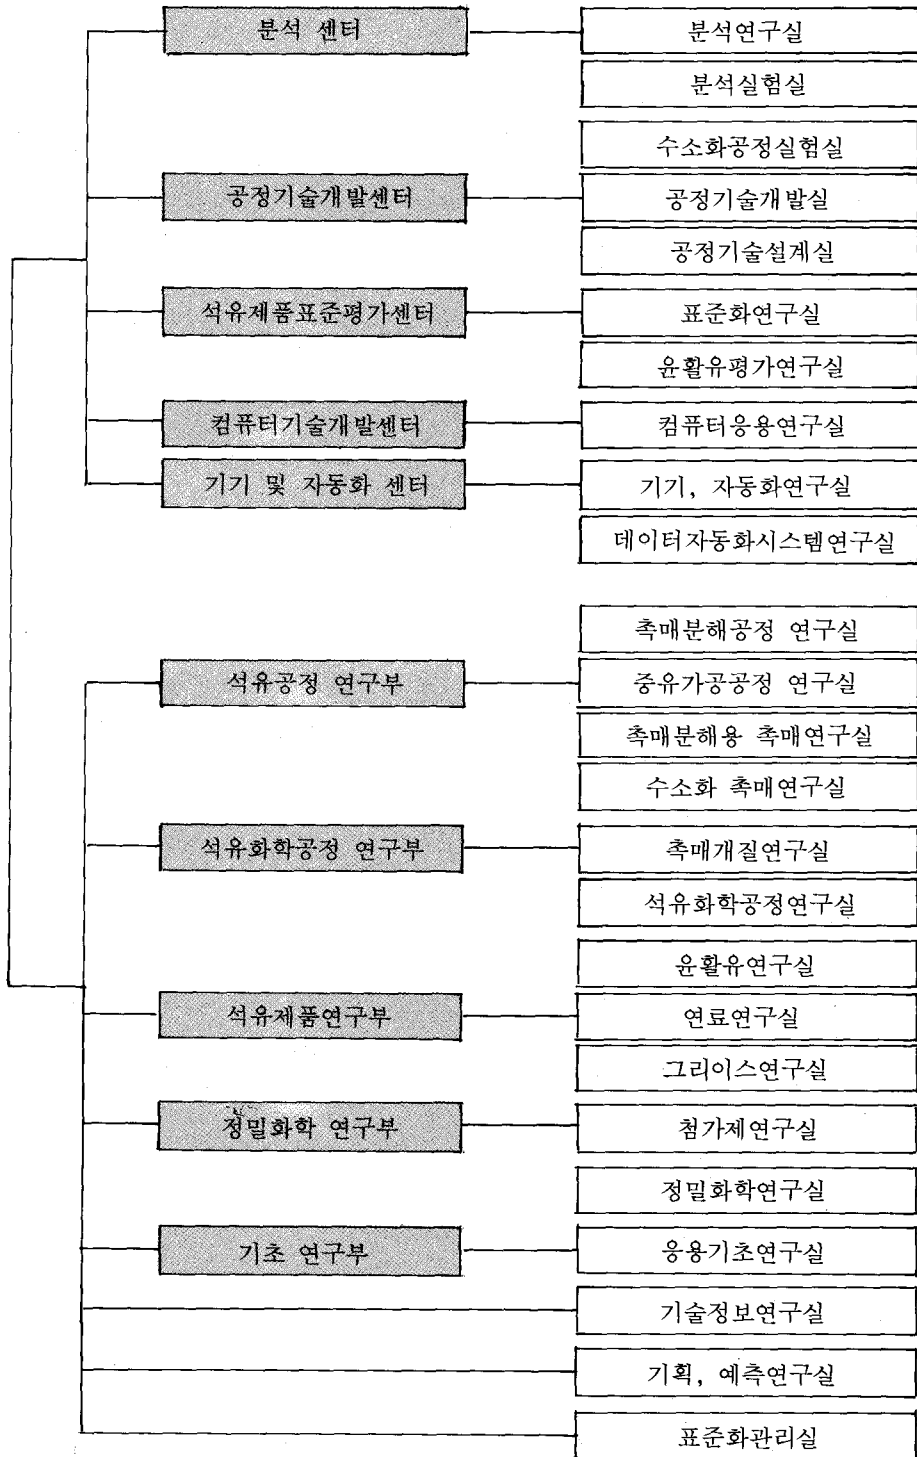 분석 센터
분석연구실
분석실험실
수소화공정실험실
공정기술개발센터
공정기술개발실
공정기술설계실
석유제품표준평가센터
표준화연구실
윤활유평가연구실
컴퓨터기술개발센터
컴퓨터응용연구실
기기 및 자동화 센터
기기, 자동화연구실
데이터자동화시스템연구실
촉매분해공정 연구실
석유공정 연구부
중유가공공정 연구실
촉매분해용 촉매연구실
수소화 촉매연구실
석유화학공정 연구부
촉매개질연구실
석유화학공정연구실
윤활유연구실
석유제품연구부
연료연구실
그리이스연구실
정밀화학 연구부
첨가제연구실
정밀화학연구실
기초 연구부
응용기초연구실
기술정보연구실
기획, 예측연구실
표준화관리실